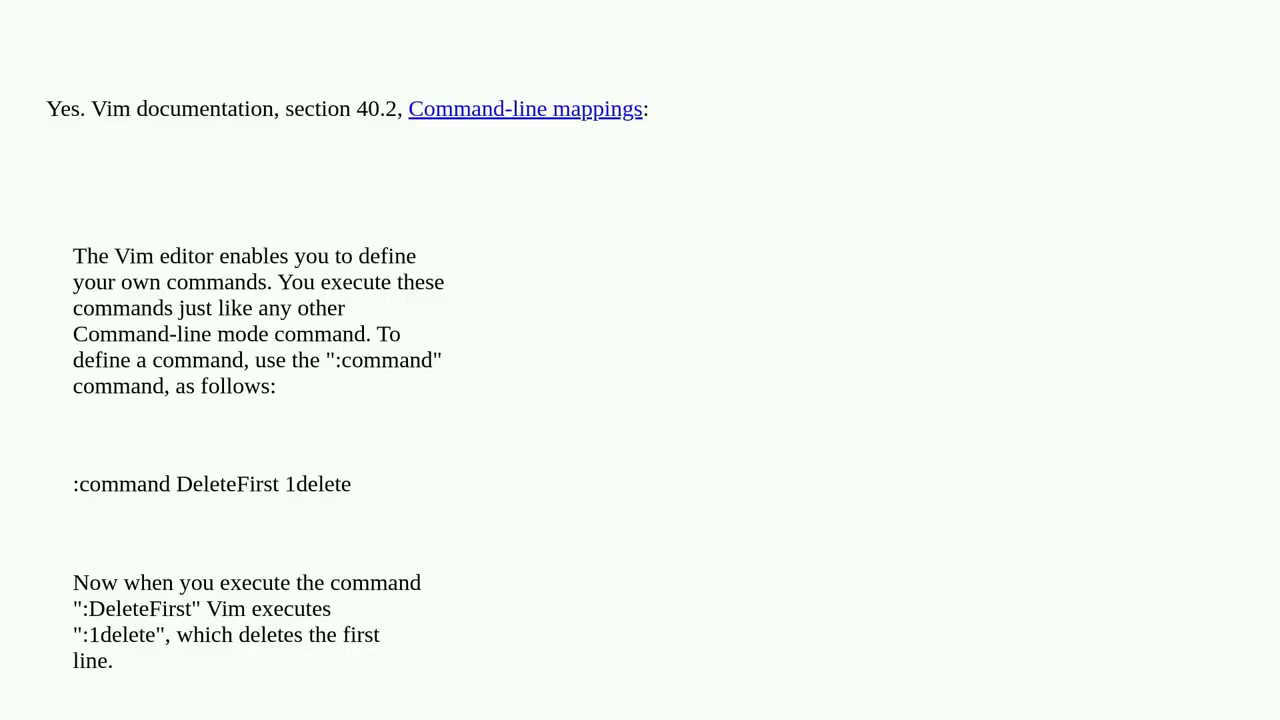 Yes. Vim documentation, section 40.2, Command-line mappings:
The Vim editor enables you to define
your own commands. You execute these
commands just like any other
Command-line mode command. To
define a command, use the ":command"
command, as follows:
:command DeleteFirst 1delete
Now when you execute the command
":DeleteFirst" Vim executes
":1delete", which deletes the first
line.